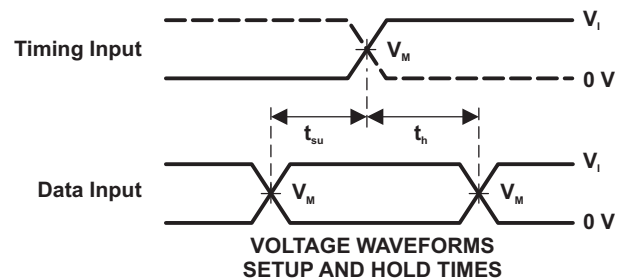 V_I
Timing Input
V_M
0 V
t_su
t_h
V_I
Data Input
V_M
V_M
0 V
VOLTAGE WAVEFORMS
SETUP AND HOLD TIMES